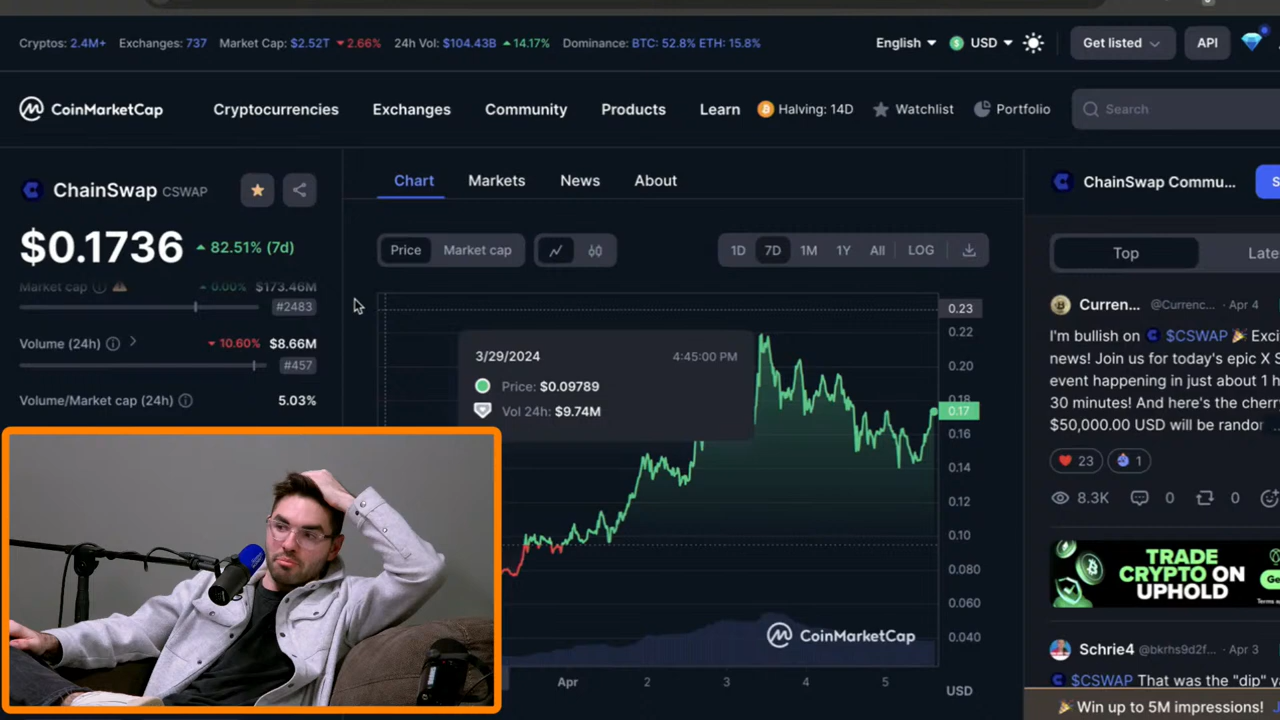 Cryptos: 2.4M+ Exchanges: 737 Market Cap: $2.52T 2.66% 24h Vol: $104.43B 14.17% Dominance: BTC: 52.8% ETH: 15.8%
English USD Get listed API
CoinMarketCap Cryptocurrencies Exchanges Community Products Learn Halving: 14D Watchlist Portfolio Search
ChainSwap CSWAP
$0.1736 82.51% (7d)
Market cap 0.00% $173.46M
#2483
Volume (24h) 10.60% $8.66M
#457
Volume/Market cap (24h) 5.03%
Chart Markets News About
Price Market cap 1D 7D 1M 1Y All LOG
3/29/2024 4:45:00 PM
Price: $0.09789
Vol 24h: $9.74M
0.23
0.22
0.20
0.18
0.17
0.16
0.14
0.12
0.10
0.080
0.060
0.040
CoinMarketCap
Apr 2 3 4 5 USD
ChainSwap Commu... S
Top Late
Curren... @Currenc... · Apr 4
I'm bullish on $CSWAP Exci
news! Join us for today's epic X S
event happening in just about 1 h
30 minutes! And here's the cherry
$50,000.00 USD will be randor ...
23 1
8.3K 0 0
TRADE
CRYPTO ON
UPHOLD
Ge
Schrie4 @bkrhs9d2f... · Apr 3
$CSWAP That was the "dip" ya
Win up to 5M impressions!